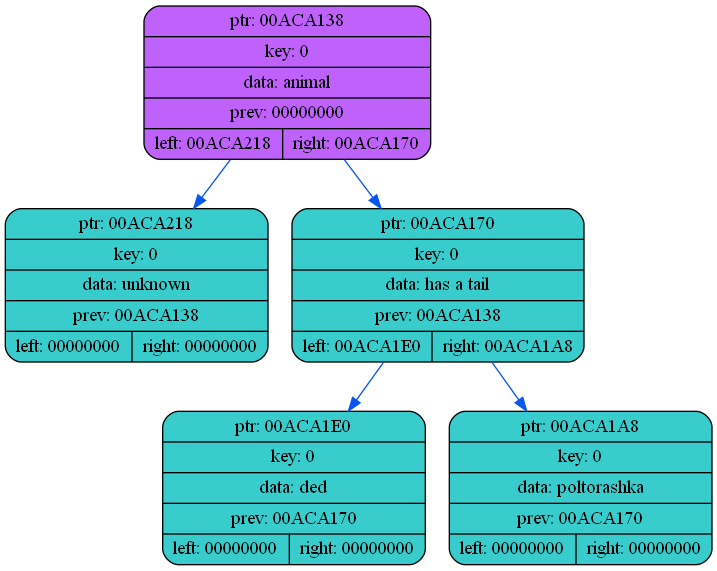 ptr: 00ACA138
key: 0
data: animal
prev: 00000000
left: 00ACA218 right: 00ACA170
ptr: 00ACA218
key: 0
data: unknown
prev: 00ACA138
left: 00000000 right: 00000000
ptr: 00ACA170
key: 0
data: has a tail
prev: 00ACA138
left: 00ACA1E0 right: 00ACA1A8
ptr: 00ACA1E0
key: 0
data: ded
prev: 00ACA170
left: 00000000 right: 00000000
ptr: 00ACA1A8
key: 0
data: poltorashka
prev: 00ACA170
left: 00000000 right: 00000000